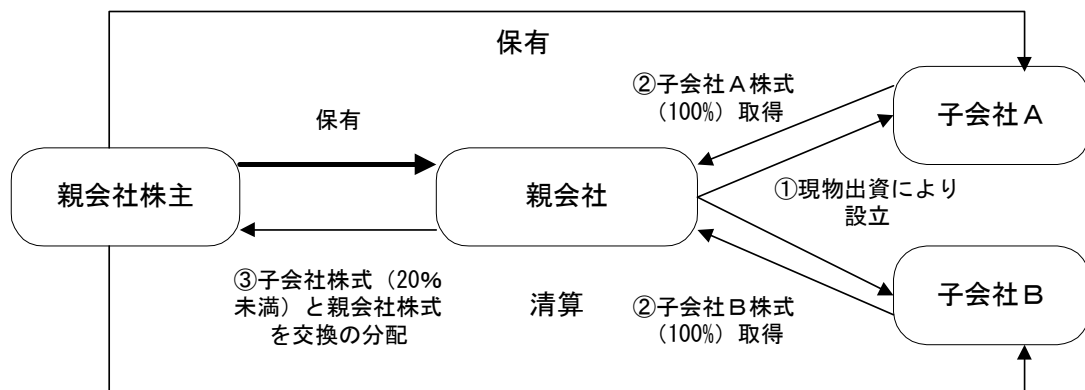 保有
②子会社A株式
(100%)取得
子会社A
保有
親会社株主
親会社
①現物出資により
設立
③子会社株式(20%
未満)と親会社株式
を交換の分配
清算
②子会社B株式
(100%)取得
子会社B